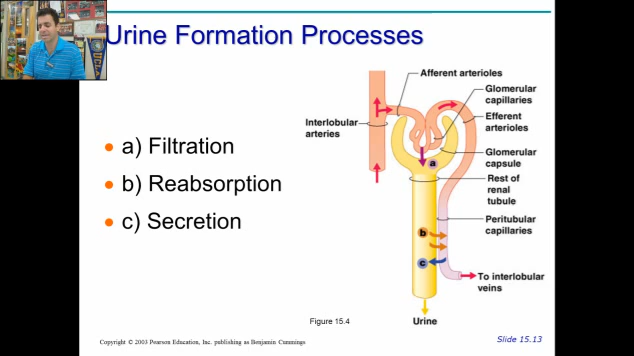 Urine Formation Processes
a) Filtration
b) Reabsorption
c) Secretion
Afferent arterioles
Glomerular
capillaries
Efferent
arterioles
Interlobular
arteries
Glomerular
capsule
a
Rest of
renal
tubule
Peritubular
capillaries
b
c
To interlobular
veins
Urine
Figure 15.4
Copyright © 2003 Pearson Education, Inc. publishing as Benjamin Cummings
Slide 15.13
UCLA